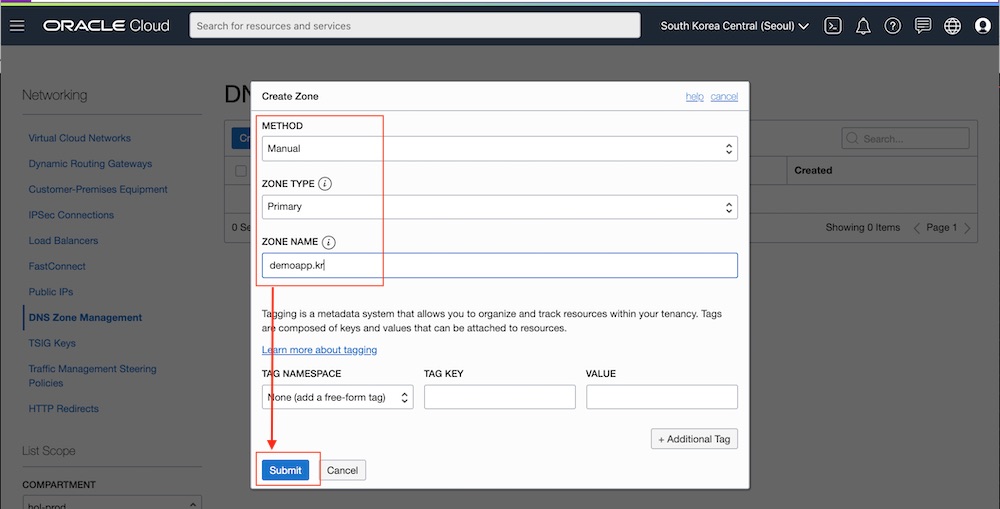 ORACLE Cloud
Search for resources and services
South Korea Central (Seoul)
Networking
Virtual Cloud Networks
Dynamic Routing Gateways
Customer-Premises Equipment
IPSec Connections
Load Balancers
FastConnect
Public IPs
DNS Zone Management
TSIG Keys
Traffic Management Steering
Policies
HTTP Redirects
List Scope
COMPARTMENT
hol-prod
Search...
Created
Showing 0 Items
Page 1
Create Zone
help
cancel
METHOD
Manual
ZONE TYPE
Primary
ZONE NAME
demoapp.kr
Tagging is a metadata system that allows you to organize and track resources within your tenancy. Tags
are composed of keys and values that can be attached to resources.
Learn more about tagging
TAG NAMESPACE
TAG KEY
VALUE
None (add a free-form tag)
+ Additional Tag
Submit
Cancel